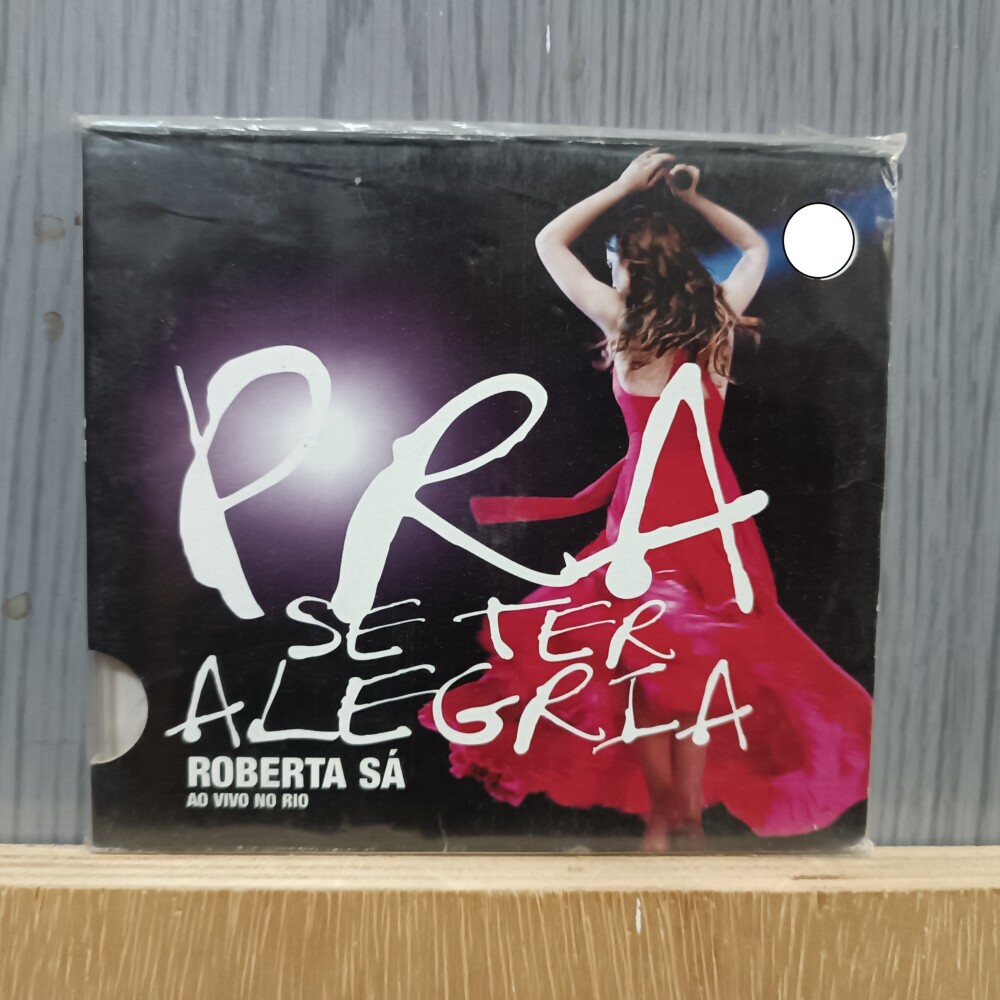 PRA
SE TER
ALEGRIA
ROBERTA SÁ
AO VIVO NO RIO